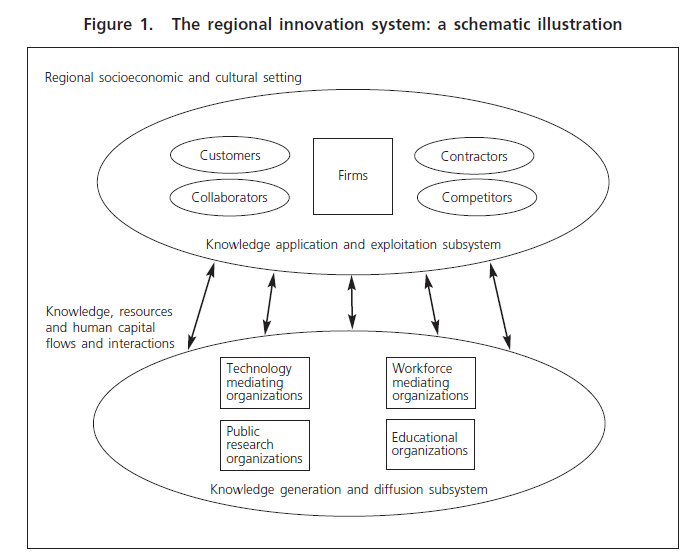 Figure 1. The regional innovation system: a schematic illustration
Regional socioeconomic and cultural setting
Customers
Firms
Contractors
Collaborators
Competitors
Knowledge application and exploitation subsystem
Knowledge, resources
and human capital
flows and interactions
Technology
mediating
organizations
Workforce
mediating
organizations
Public
research
organizations
Educational
organizations
Knowledge generation and diffusion subsystem